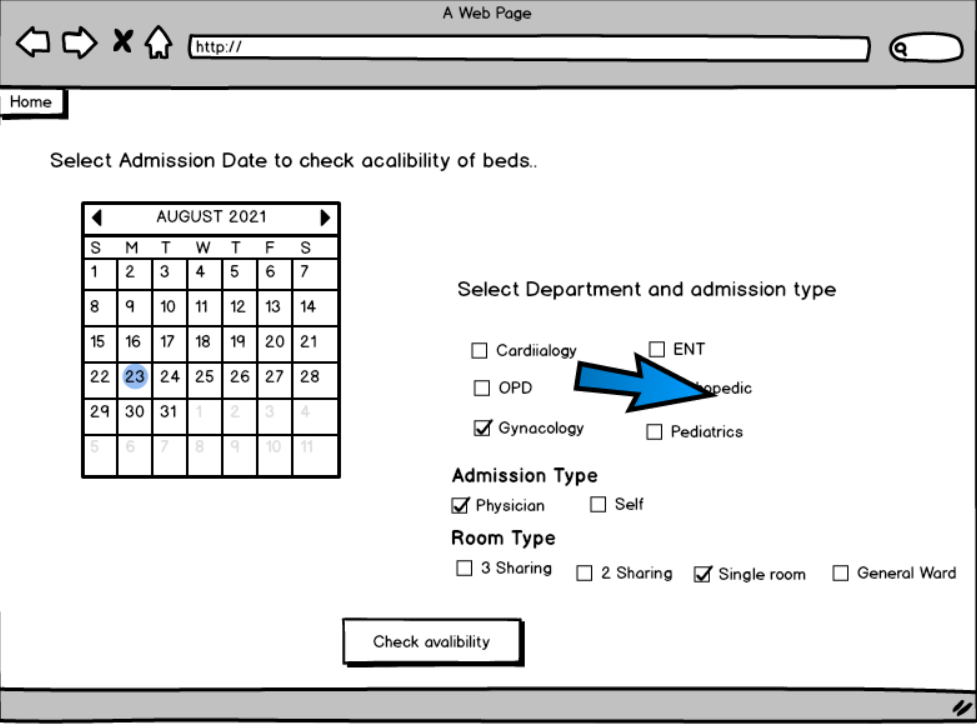 A Web Page
http://
Home
Select Admission Date to check acalibility of beds..
AUGUST 2021
S M T W T F S
1 2 3 4 5 6 7
8 9 10 11 12 13 14
15 16 17 18 19 20 21
22 23 24 25 26 27 28
29 30 31 1 2 3 4
5 6 7 8 9 10 11
Select Department and admission type
Cardiialogy ENT
OPD
Gynacology Pediatrics
Admission Type
Physician Self
Room Type
3 Sharing 2 Sharing Single room General Ward
Check avalibility